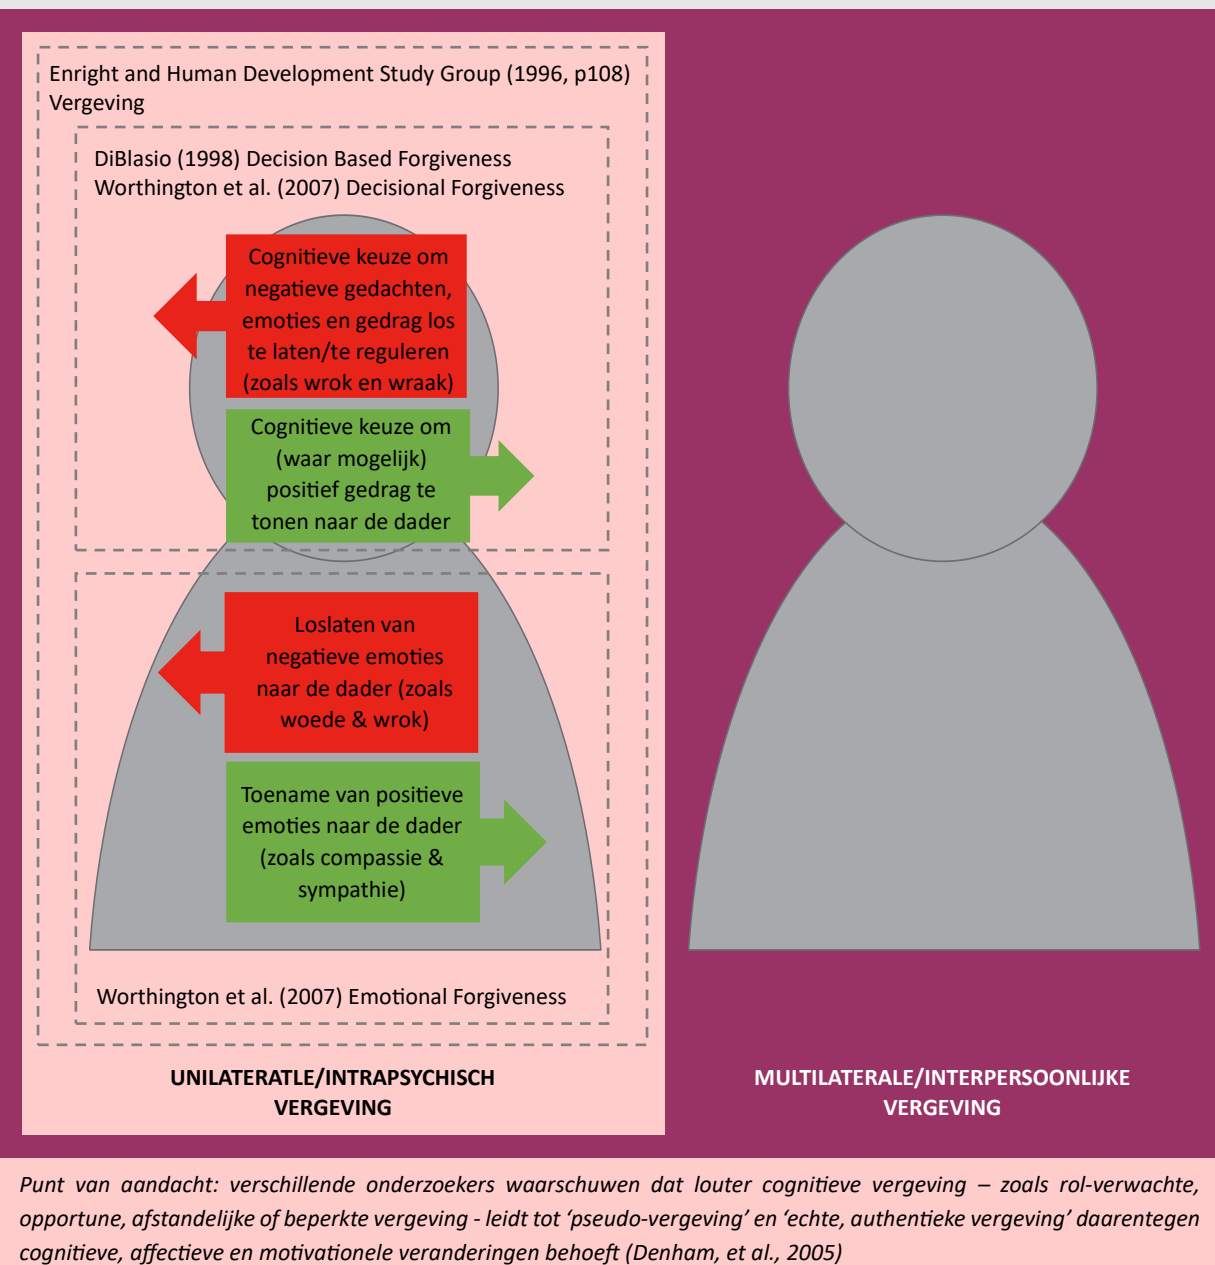 Enright and Human Development Study Group (1996, p108)
Vergeving
DiBlasio (1998) Decision Based Forgiveness
Worthington et al. (2007) Decisional Forgiveness
Cognitieve keuze om
negatieve gedachten,
emoties en gedrag los
te laten/te reguleren
(zoals wrok en wraak)
Cognitieve keuze om
(waar mogelijk)
positief gedrag te
tonen naar de dader
Loslaten van
negatieve emoties
naar de dader (zoals
woede & wrok)
Toename van positieve
emoties naar de dader
(zoals compassie &
sympathie)
Worthington et al. (2007) Emotional Forgiveness
UNILATERATLE/INTRAPSYCHISCH
VERGEVING
MULTILATERALE/INTERPERSOONLIJKE
VERGEVING
Punt van aandacht: verschillende onderzoekers waarschuwen dat louter cognitieve vergeving – zoals rol-verwachte,
opportune, afstandelijke of beperkte vergeving - leidt tot ‘pseudo-vergeving’ en ‘echte, authentieke vergeving’ daarentegen
cognitieve, affectieve en motivationele veranderingen behoeft (Denham, et al., 2005)